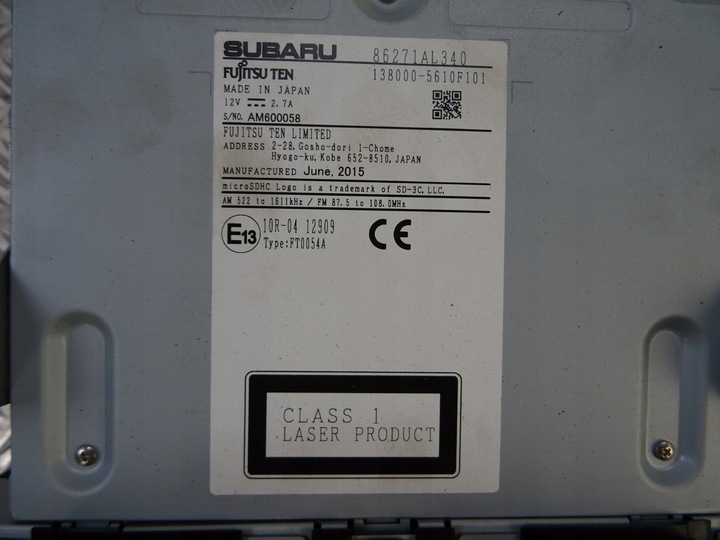 SUBARU 86271AL340
FUJITSU TEN 138000-5610F101
MADE IN JAPAN
12V 2.7A
S/NO. AM600058
FUJITSU TEN LIMITED
ADDRESS 2-28, Gosho-dori 1-Chome
Hyogo-ku, Kobe 652-8510, JAPAN
MANUFACTURED June, 2015
microSDHC Logo is a trademark of SD-3C, LLC.
AM 522 to 1611kHz / FM 87.5 to 108.0MHz
E13 10R-04 12909
Type:FT0054A
CE
CLASS 1
LASER PRODUCT